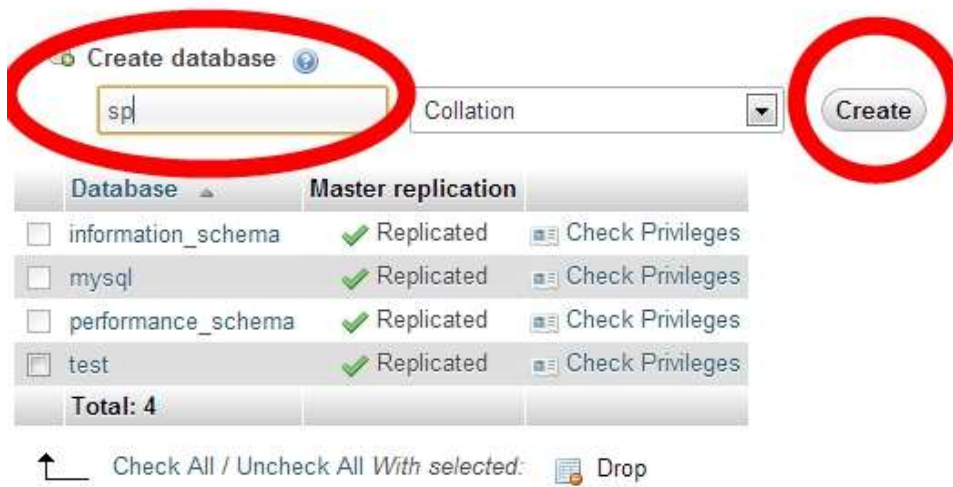 Create database
sp Collation Create
Database Master replication
information_schema Replicated Check Privileges
mysql Replicated Check Privileges
performance_schema Replicated Check Privileges
test Replicated Check Privileges
Total: 4
Check All / Uncheck All With selected: Drop